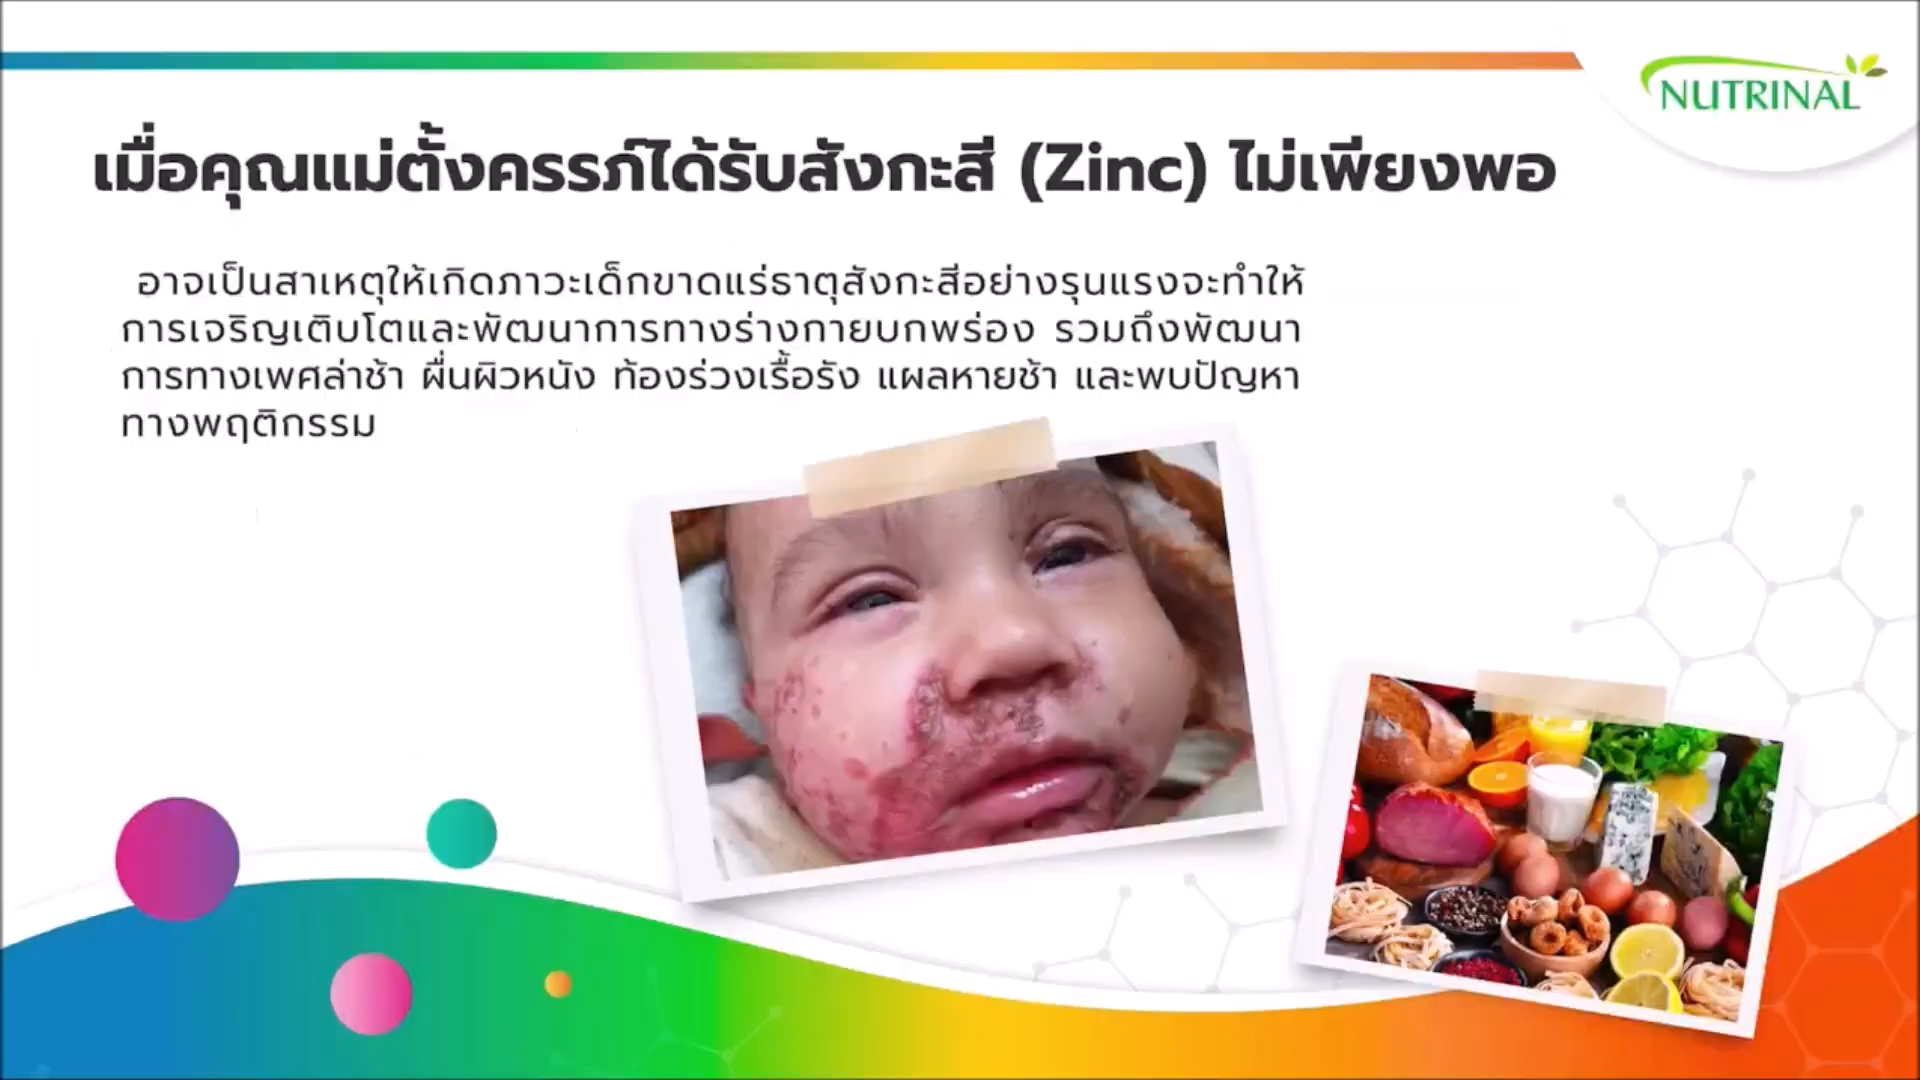 NUTRINAL
เมื่อคุณแม่ตั้งครรภ์ได้รับสังกะสี (Zinc) ไม่เพียงพอ
อาจเป็นสาเหตุให้เกิดภาวะเด็กขาดแร่ธาตุสังกะสีอย่างรุนแรงจะทำให้
การเจริญเติบโตและพัฒนาการทางร่างกายบกพร่อง รวมถึงพัฒนา
การทางเพศล่าช้า ผื่นผิวหนัง ท้องร่วงเรื้อรัง แผลหายช้า และพบปัญหา
ทางพฤติกรรม